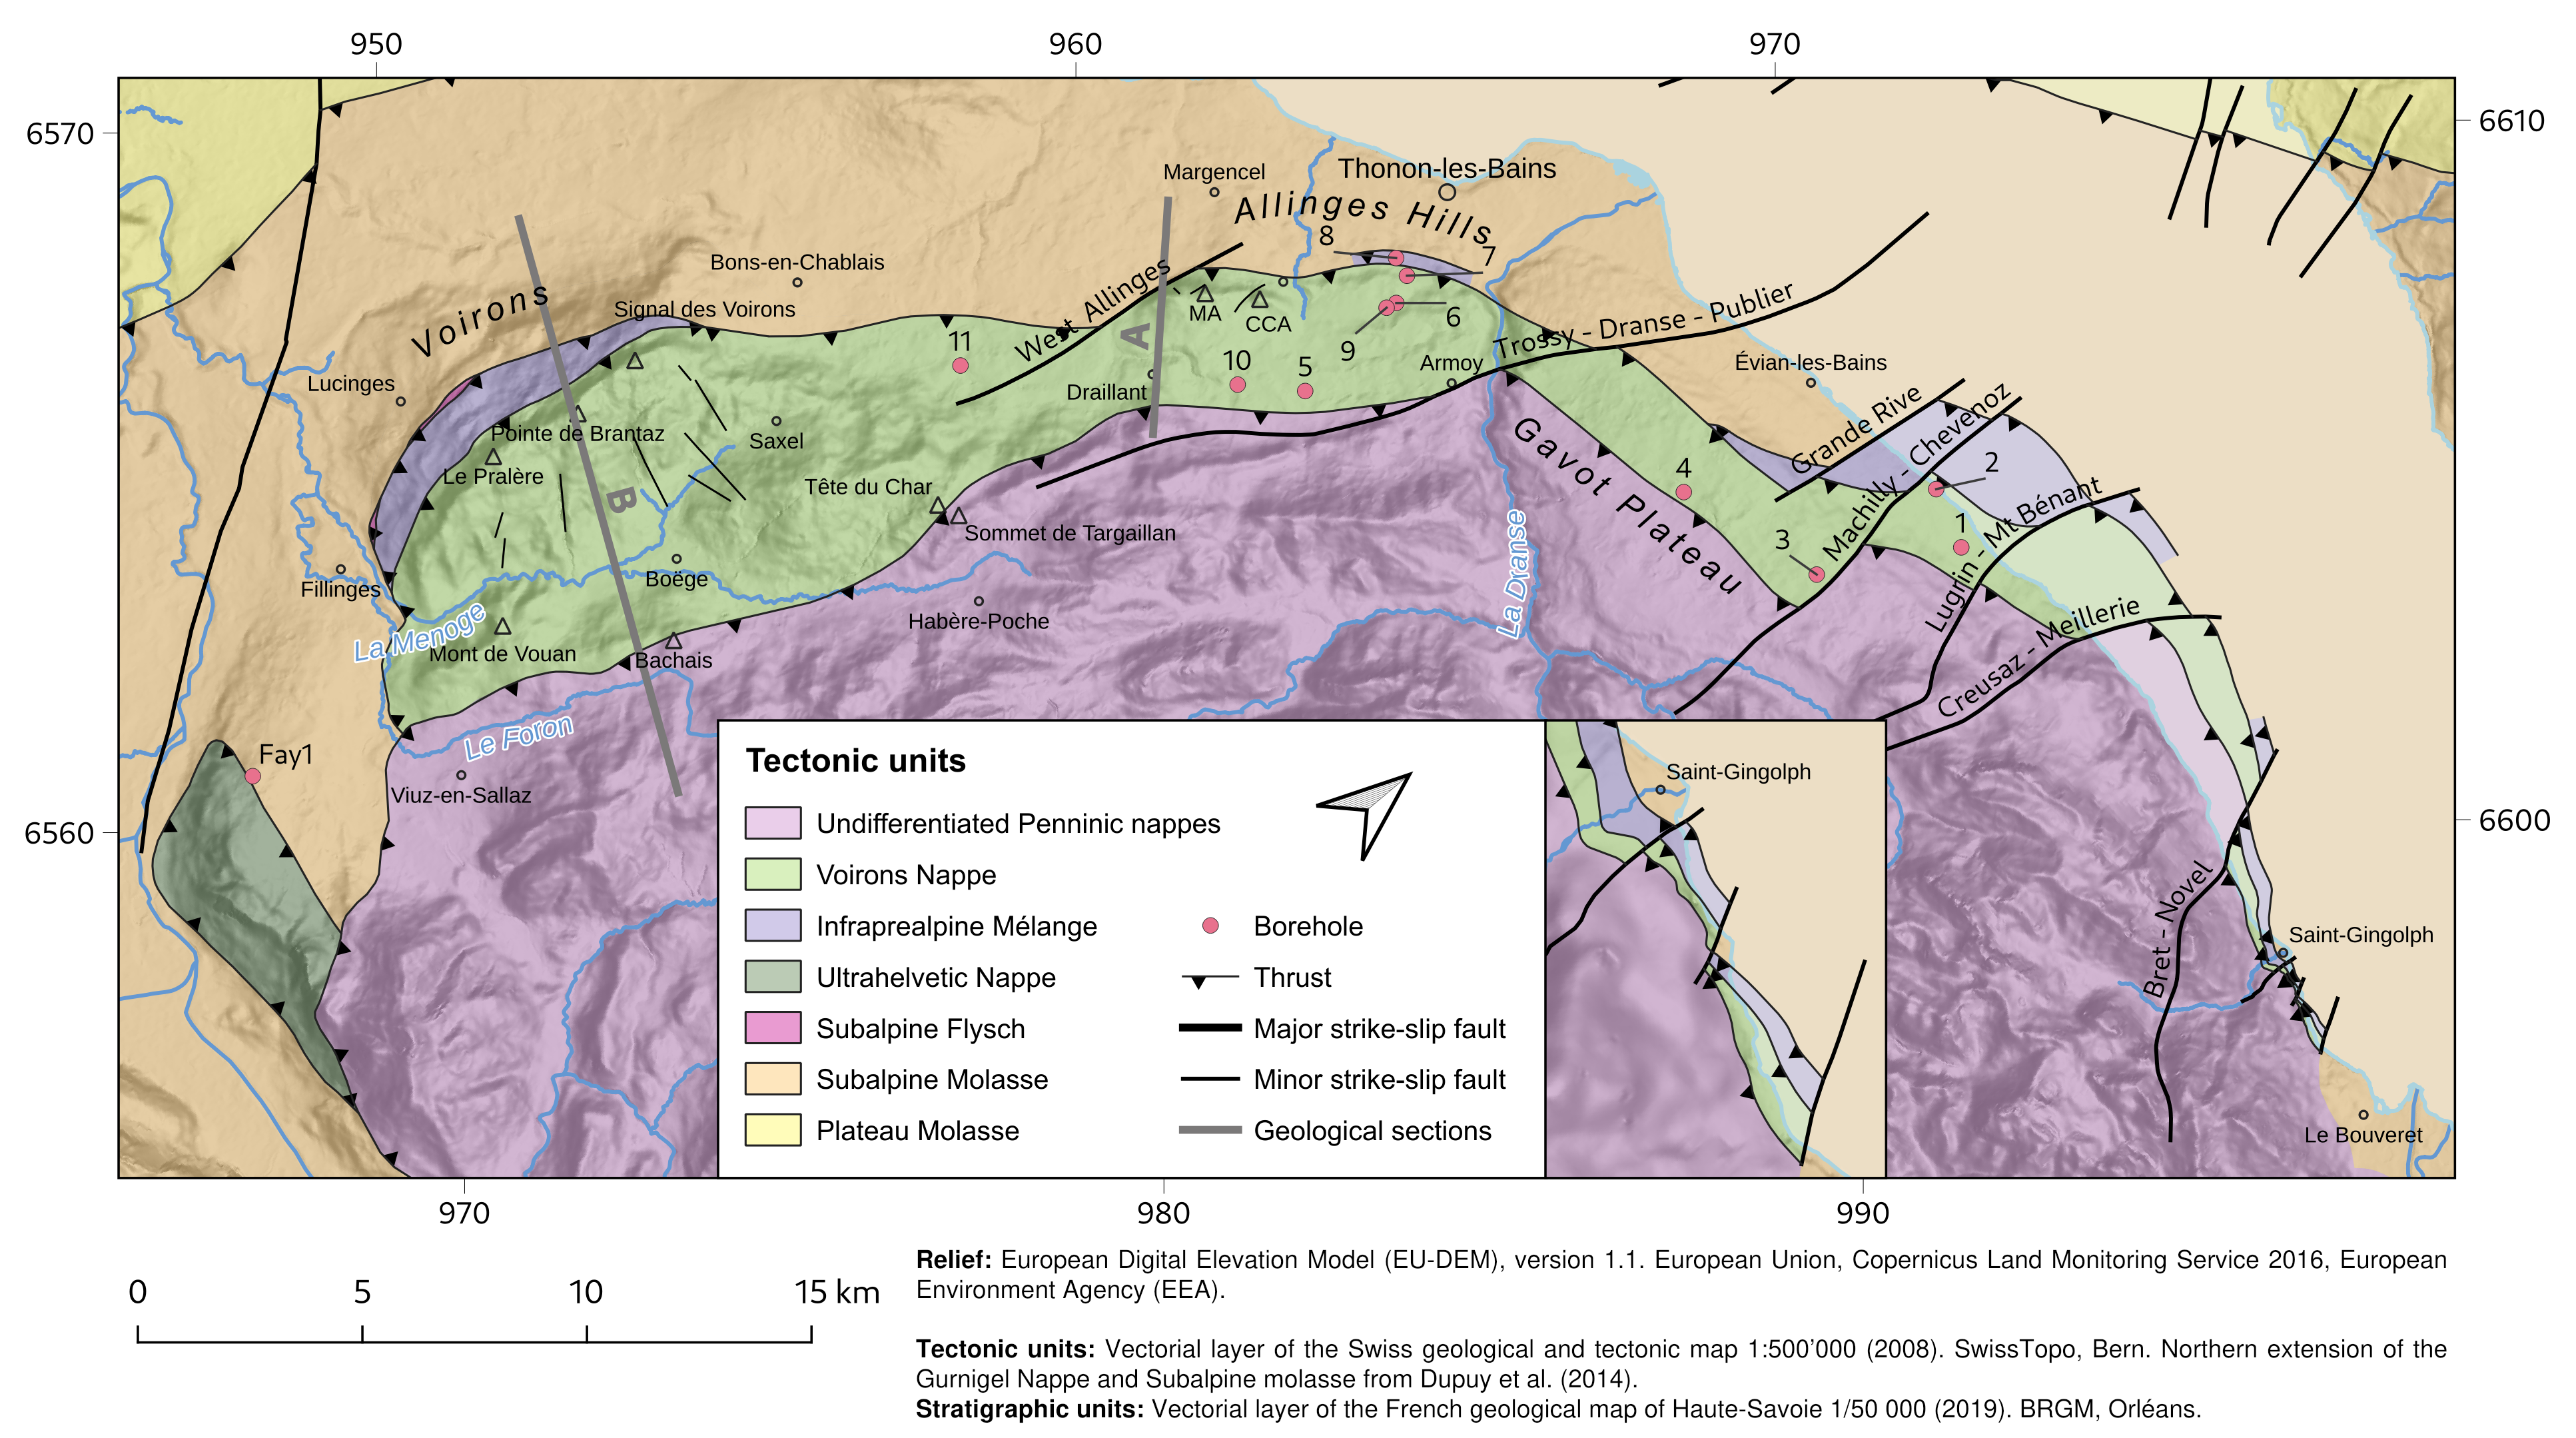 950
960
970
6570
6610
Margencel
Thonon-les-Bains
Allinges Hills
8
7
Bons-en-Chablais
Voirons
Signal des Voirons
West Allinges
MA
CCA
6
Trossy - Dranse - Publier
A
11
9
10
5
Armoy
Évian-les-Bains
Lucinges
Draillant
Grande Rive
Pointe de Brantaz
Saxel
Gavot Plateau
Machilly - Chevenoz
Le Pralère
Tête du Char
4
2
B
Sommet de Targaillan
3
1
Lugrin - Mt Bénant
La Dranse
Fillinges
Boëge
Habère-Poche
La Menoge
Mont de Vouan
Bachais
Creusaz - Meillerie
Le Foron
Fay1
Viuz-en-Sallaz
6560
6600
Tectonic units
Undifferentiated Penninic nappes
Voirons Nappe
Infraprealpine Mélange
Ultrahelvetic Nappe
Subalpine Flysch
Subalpine Molasse
Plateau Molasse
Borehole
Thrust
Major strike-slip fault
Minor strike-slip fault
Geological sections
Saint-Gingolph
Bret - Novel
Saint-Gingolph
Le Bouveret
970
980
990
0
5
10
15 km
Relief: European Digital Elevation Model (EU-DEM), version 1.1. European Union, Copernicus Land Monitoring Service 2016, European
Environment Agency (EEA).
Tectonic units: Vectorial layer of the Swiss geological and tectonic map 1:500’000 (2008). SwissTopo, Bern. Northern extension of the
Gurnigel Nappe and Subalpine molasse from Dupuy et al. (2014).
Stratigraphic units: Vectorial layer of the French geological map of Haute-Savoie 1/50 000 (2019). BRGM, Orléans.